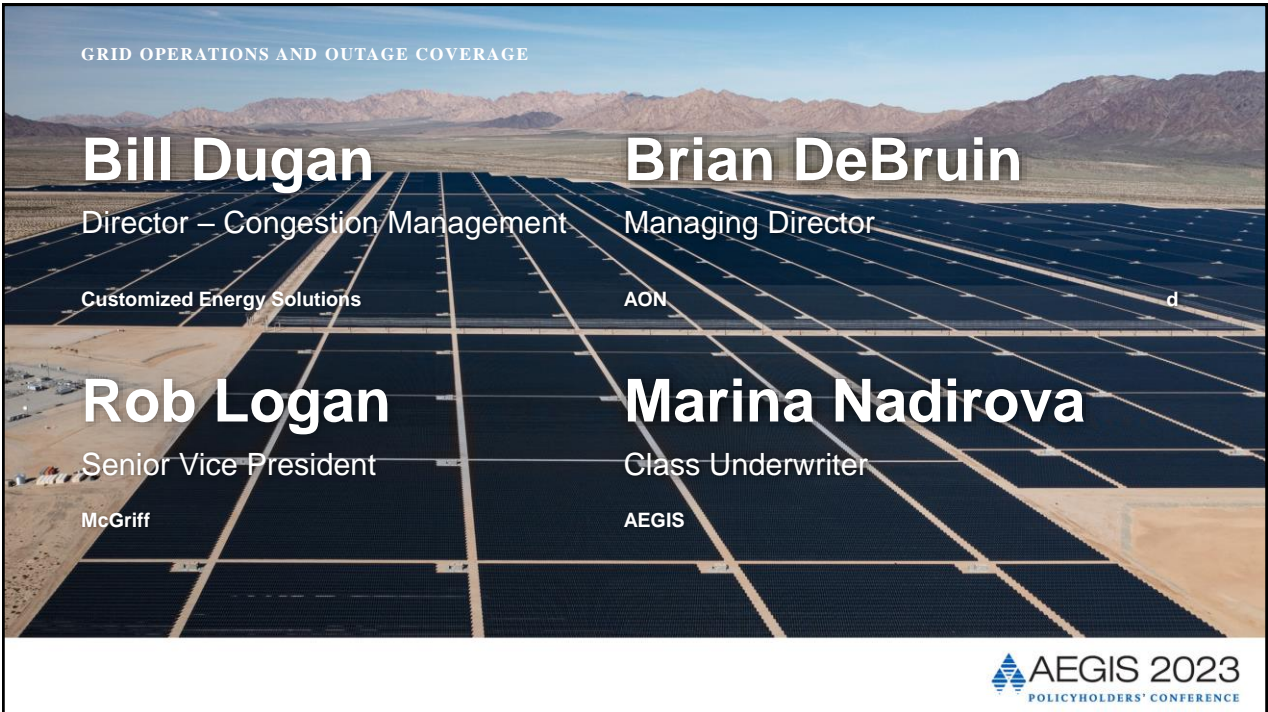 GRID OPERATIONS AND OUTAGE COVERAGE
Bill Dugan
Director – Congestion Management
Customized Energy Solutions
Brian DeBruin
Managing Director
AON
d
Rob Logan
Senior Vice President
McGriff
Marina Nadirova
Class Underwriter
AEGIS
AEGIS 2023
POLICYHOLDERS' CONFERENCE